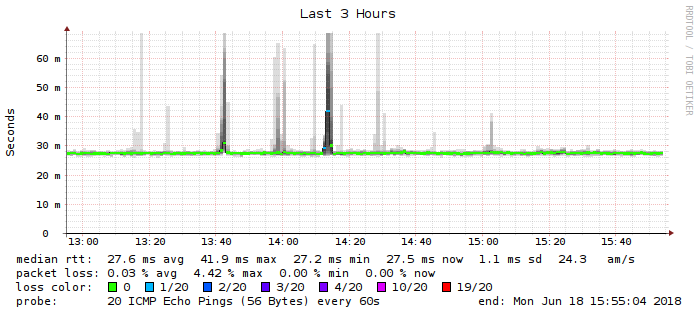 Last 3 Hours
RRDTOOL / TOBI OETIKER
Seconds
60 m
50 m
40 m
30 m
20 m
10 m
0
13:00 13:20 13:40 14:00 14:20 14:40 15:00 15:20 15:40
median rtt: 27.6 ms avg 41.9 ms max 27.2 ms min 27.5 ms now 1.1 ms sd 24.3 am/s
packet loss: 0.03 % avg 4.42 % max 0.00 % min 0.00 % now
loss color: 0 1/20 2/20 3/20 4/20 10/20 19/20
probe: 20 ICMP Echo Pings (56 Bytes) every 60s end: Mon Jun 18 15:55:04 2018